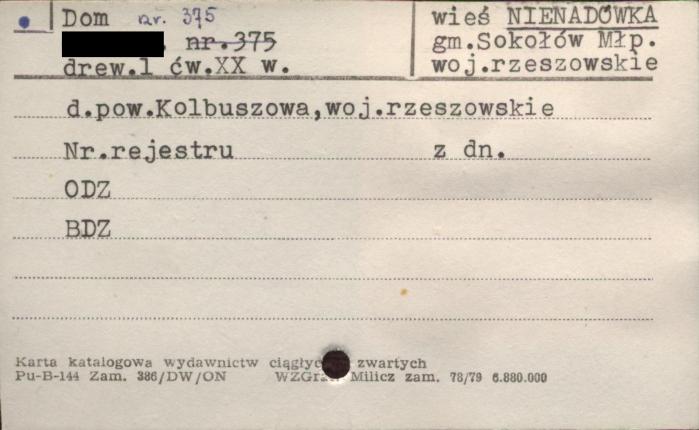 Dom nr. 375
nr.375
drew.1 ćw.XX w.
wieś NIENADÓWKA
gm.Sokołów Młp.
woj.rzeszowskie
d.pow.Kolbuszowa,woj.rzeszowskie
Nr.rejestru z dn.
ODZ
BDZ
Karta katalogowa wydawnictw ciągłyc zwartych
Pu-B-144 Zam. 386/DW/ON WZGraf Milicz zam. 78/79 6.880.000